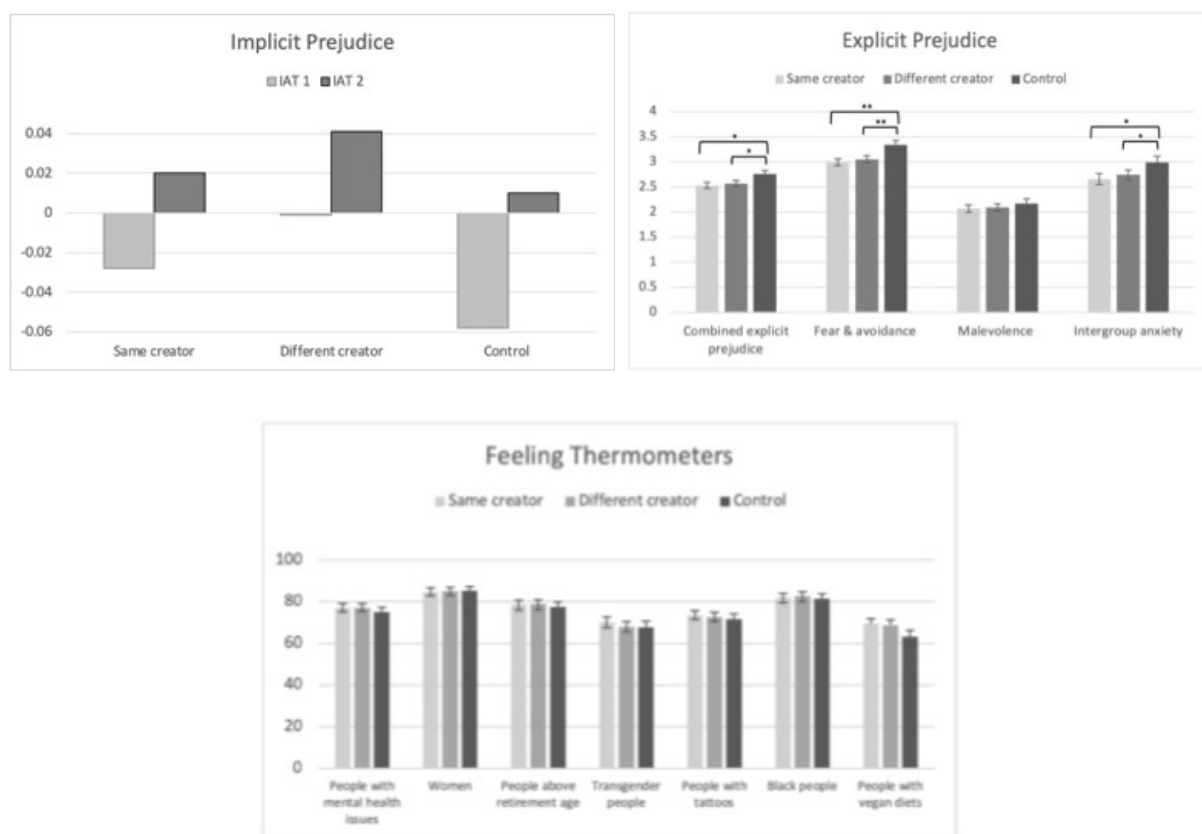 Implicit Prejudice
IAT 1 IAT 2
0.04
0.02
0
-0.02
-0.04
-0.06
Same creator Different creator Control
Explicit Prejudice
Same creator Different creator Control
4
3.5
3
2.5
2
1.5
1
0.5
0
* * ** ** * *
Combined explicit Fear & avoidance Malevolence Intergroup anxiety
prejudice
Feeling Thermometers
Same creator Different creator Control
100
80
60
40
20
0
People with Women People above Transgender People with Black people People with
mental health retirement age people tattoos vegan diets
issues